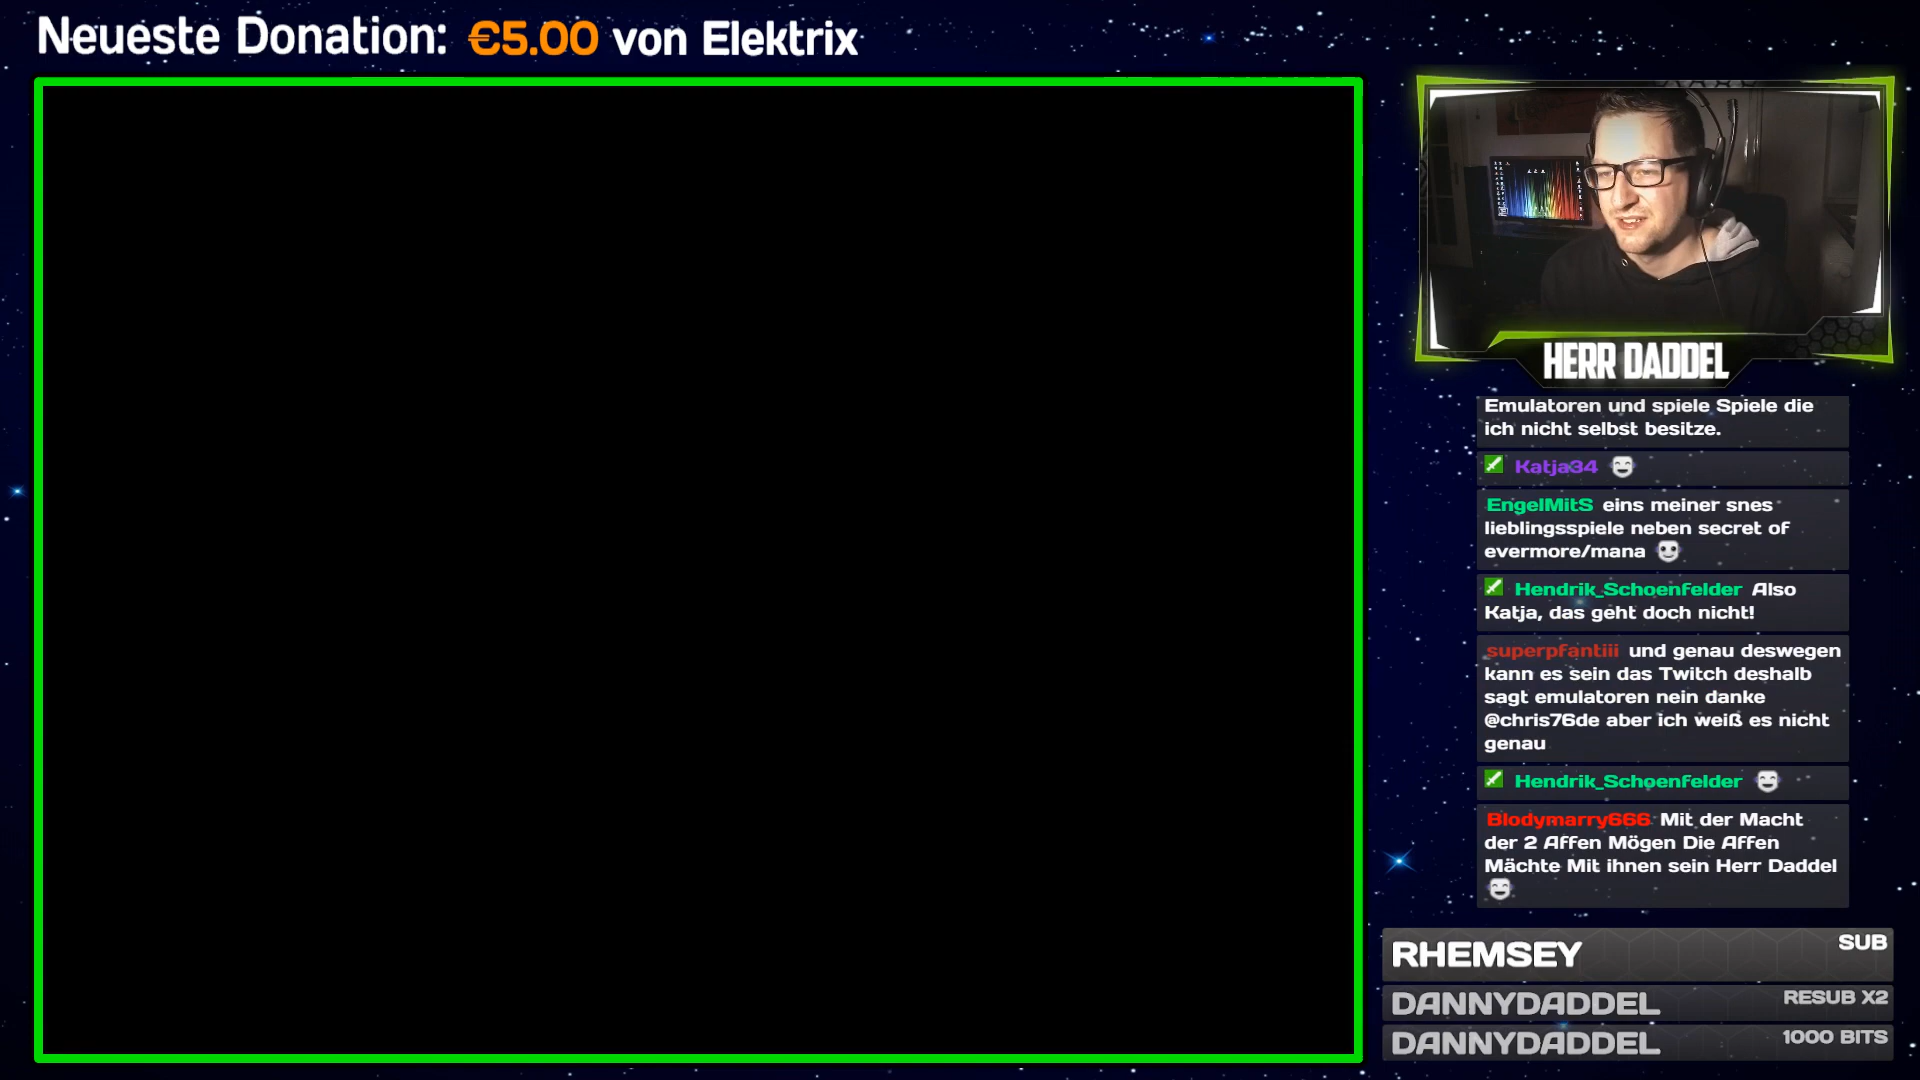 Neueste Donation: €5.00 von Elektrix
HERR DADDEL
Emulatoren und spiele Spiele die
ich nicht selbst besitze.
Katja34
EngelMitS eins meiner snes
lieblingsspiele neben secret of
evermore/mana
Hendrik_Schoenfelder Also
Katja, das geht doch nicht!
superpfantiii und genau deswegen
kann es sein das Twitch deshalb
sagt emulatoren nein danke
@chris76de aber ich weiß es nicht
genau
Hendrik_Schoenfelder
Blodymarry666 Mit der Macht
der 2 Affen Mögen Die Affen
Mächte Mit ihnen sein Herr Daddel
RHEMSEY SUB
DANNYDADDEL RESUB X2
DANNYDADDEL 1000 BITS